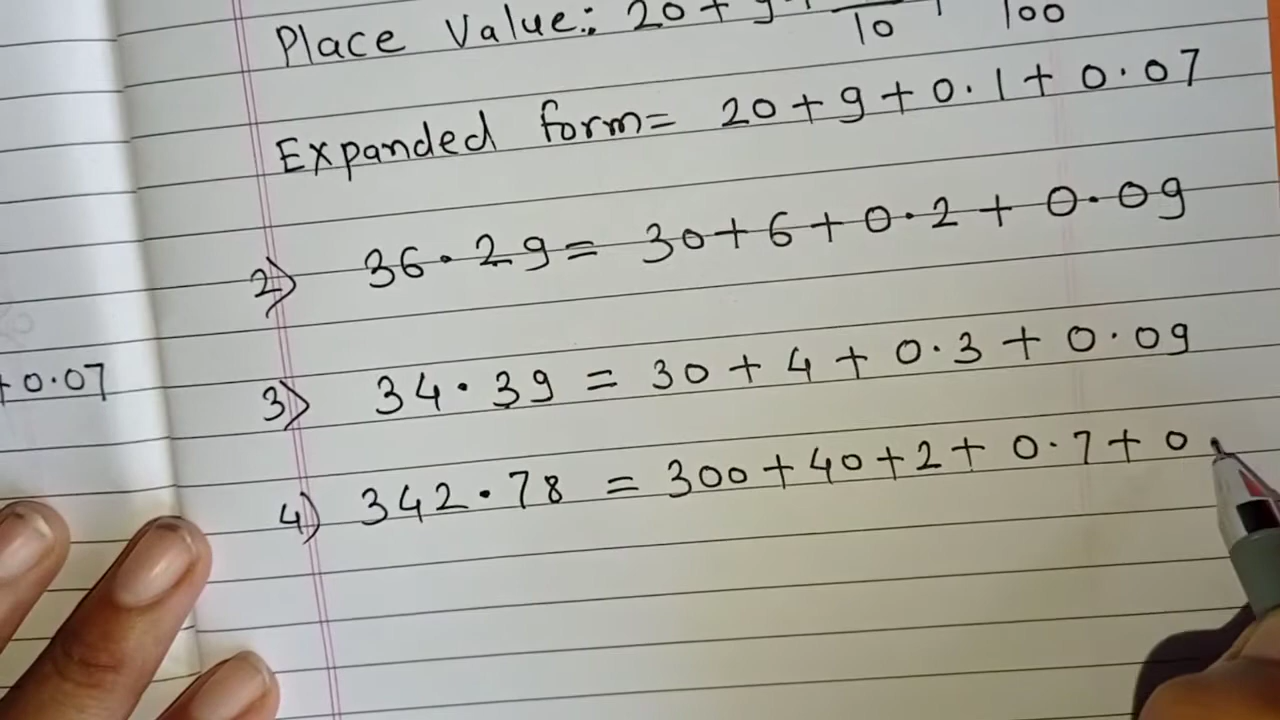 Place Value:: 20 + 9 + /10 + /100
Expanded form= 20+9+0.1+0.07
2) 36.29= 30+6+0.2+0.09
+0.07
3) 34.39 = 30+4+0.3+0.09
4) 342.78 = 300+40+2+0.7+0.